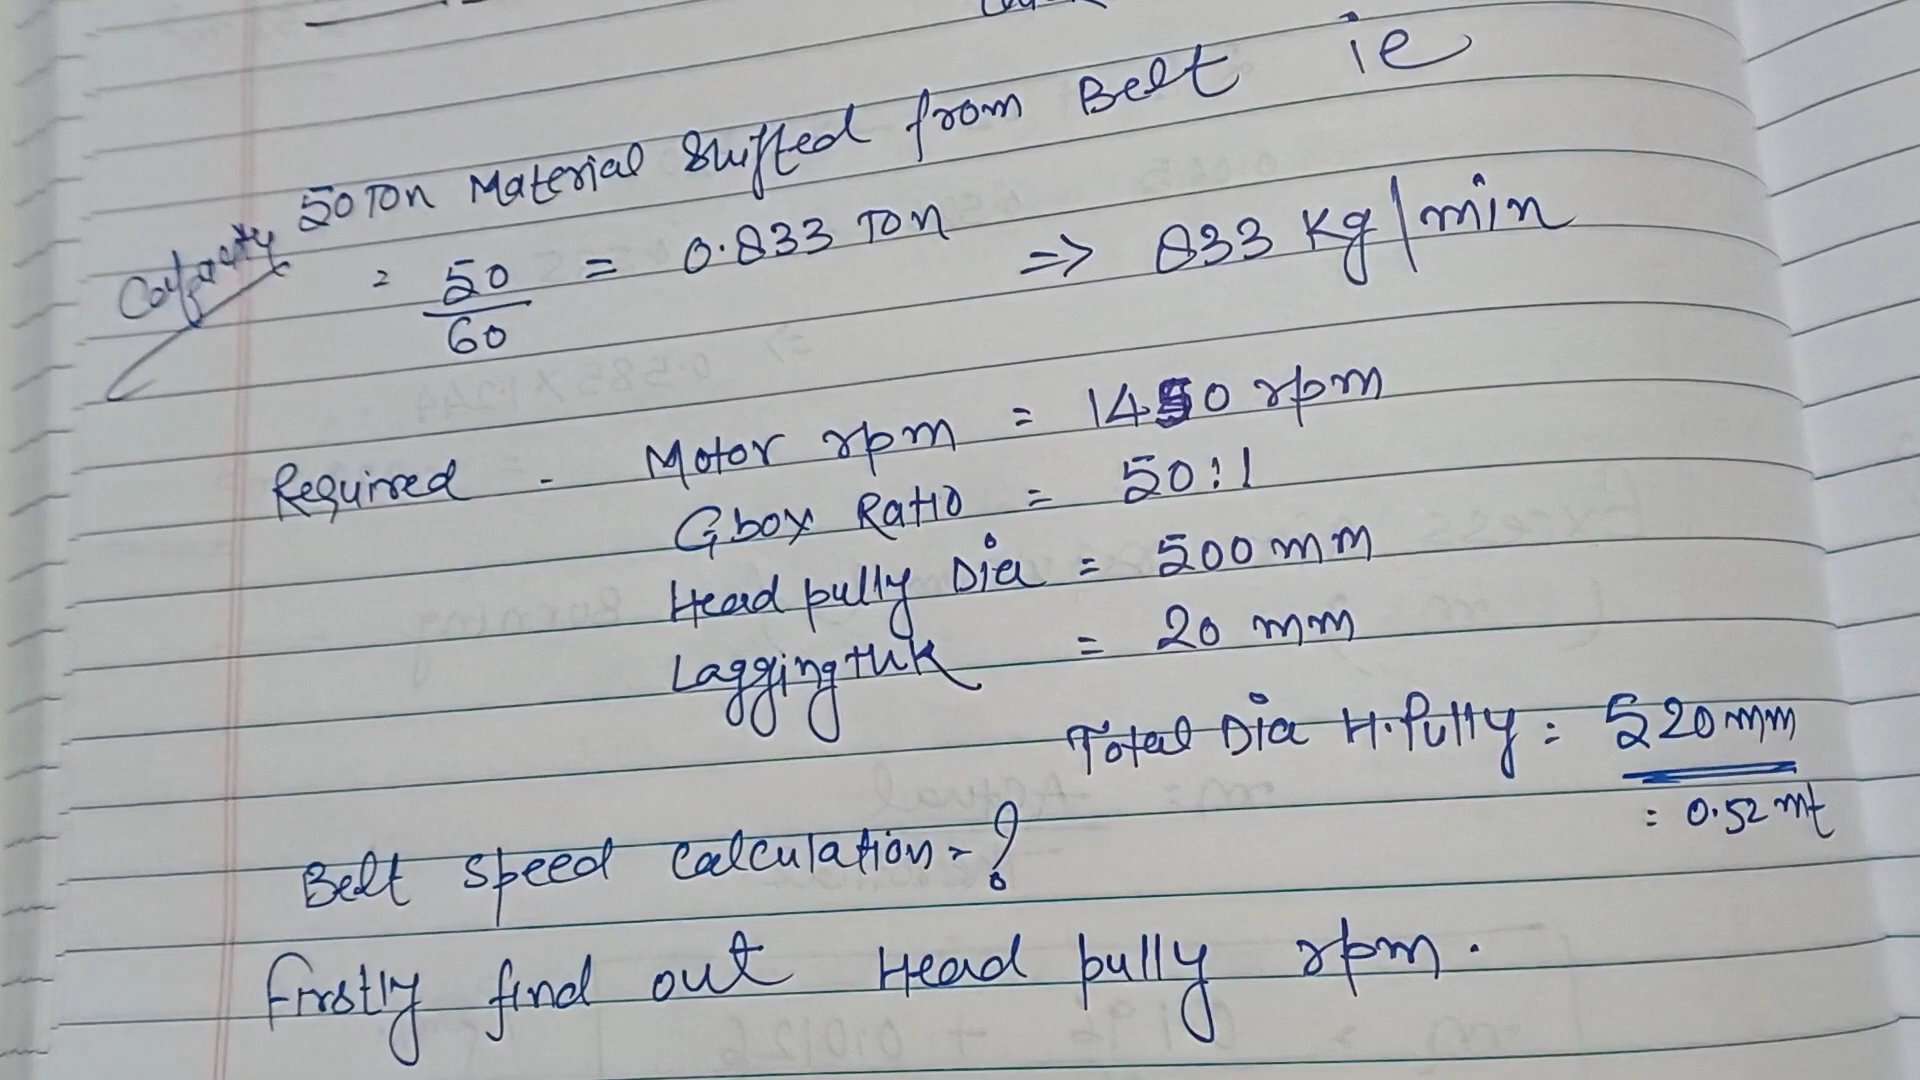 Capacity 50 Ton Material Shifted from Belt ie
= 50/60 = 0.833 Ton => 833 Kg/min
Required - Motor rpm = 1450 rpm
Gbox Ratio = 50:1
Head pully Dia = 500 mm
Lagging thk = 20 mm
Total Dia H.Pully = 520 mm
= 0.52 mt
Belt speed calculation = ?
Firstly find out Head pully rpm.